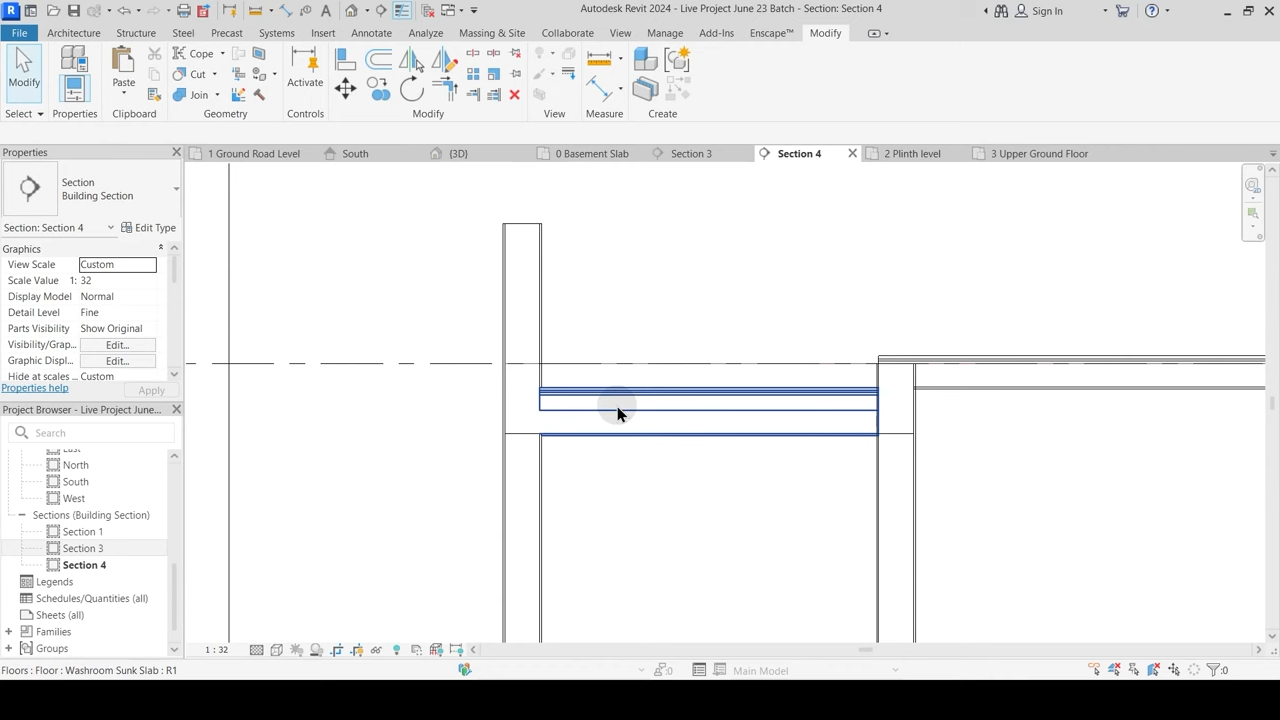 Autodesk Revit 2024 - Live Project June 23 Batch - Section: Section 4
Sign In
File Architecture Structure Steel Precast Systems Insert Annotate Analyze Massing & Site Collaborate View Manage Add-Ins Enscape™ Modify
Modify
Paste
Cope
Cut
Join
Activate
Select Properties Clipboard Geometry Controls Modify View Measure Create
Properties
1 Ground Road Level South {3D} 0 Basement Slab Section 3 Section 4 2 Plinth level 3 Upper Ground Floor
Section
Building Section
Section: Section 4 Edit Type
Graphics
View Scale Custom
Scale Value 1: 32
Display Model Normal
Detail Level Fine
Parts Visibility Show Original
Visibility/Grap... Edit...
Graphic Displ... Edit...
Hide at scales ... Custom
Properties help Apply
Project Browser - Live Project June...
Search
East
North
South
West
Sections (Building Section)
Section 1
Section 3
Section 4
Legends
Schedules/Quantities (all)
Sheets (all)
Families
Groups
1 : 32
Floors : Floor : Washroom Sunk Slab : R1
:0
Main Model
:0